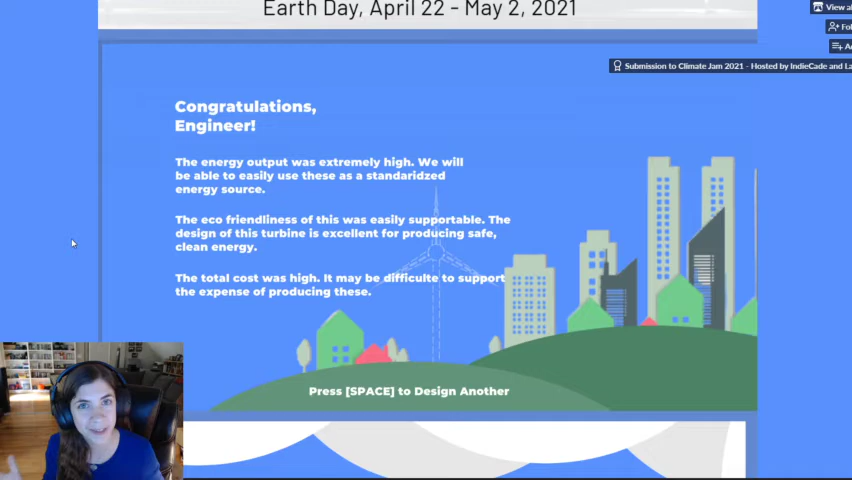 Earth Day, April 22 - May 2, 2021
View al
Fol
Submission to Climate Jam 2021 - Hosted by IndieCade and La
Congratulations,
Engineer!
The energy output was extremely high. We will
be able to easily use these as a standaridzed
energy source.
The eco friendliness of this was easily supportable. The
design of this turbine is excellent for producing safe,
clean energy.
The total cost was high. It may be difficulte to support
the expense of producing these.
Press [SPACE] to Design Another